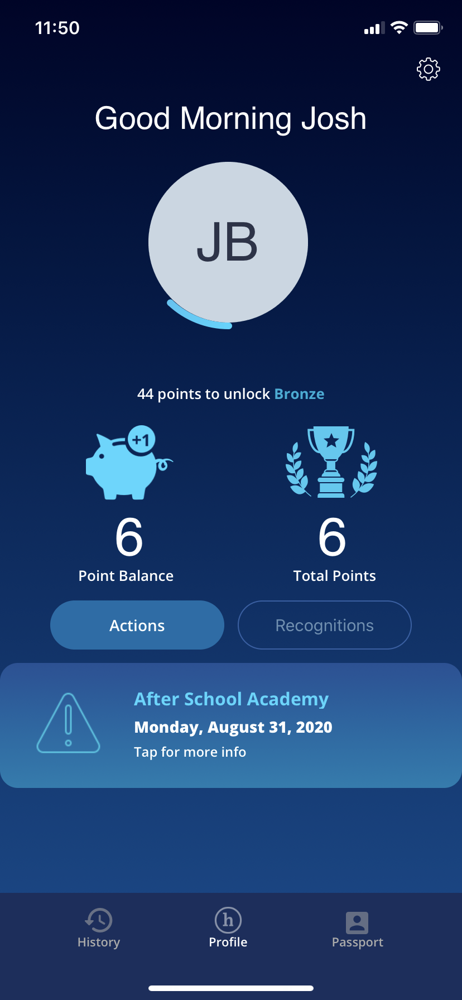 11:50
Good Morning Josh
JB
44 points to unlock Bronze
+1
6
6
Point Balance
Total Points
Actions
Recognitions
After School Academy
Monday, August 31, 2020
Tap for more info
h
History
Profile
Passport